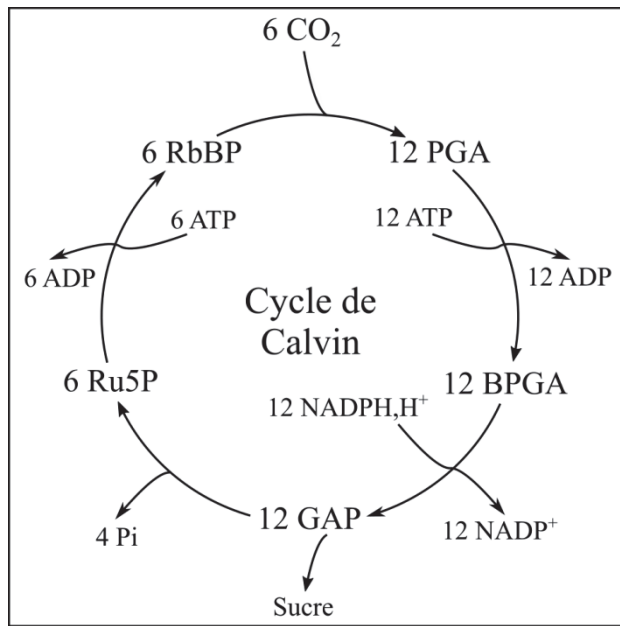 6 CO₂
6 RbBP
12 PGA
6 ATP
12 ATP
6 ADP
12 ADP
Cycle de
Calvin
6 Ru5P
12 BPGA
12 NADPH,H⁺
4 Pi
12 GAP
12 NADP⁺
Sucre